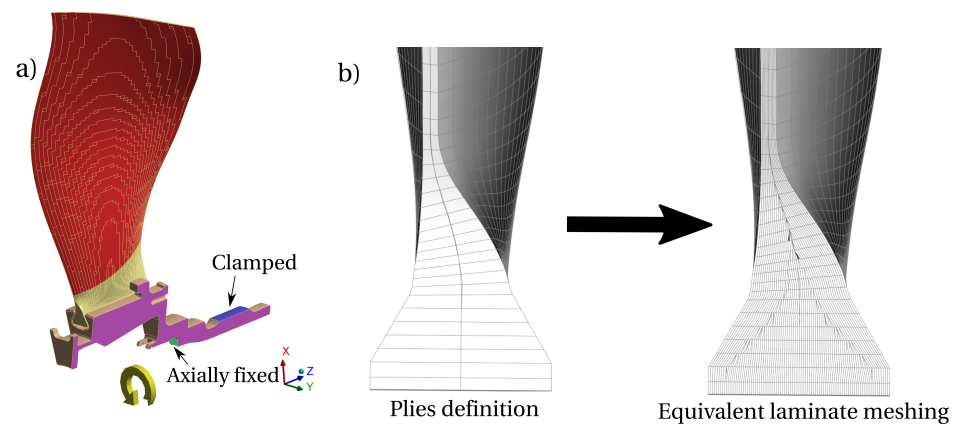 a)
b)
Clamped
Axially fixed
X
Z
Y
Plies definition
Equivalent laminate meshing